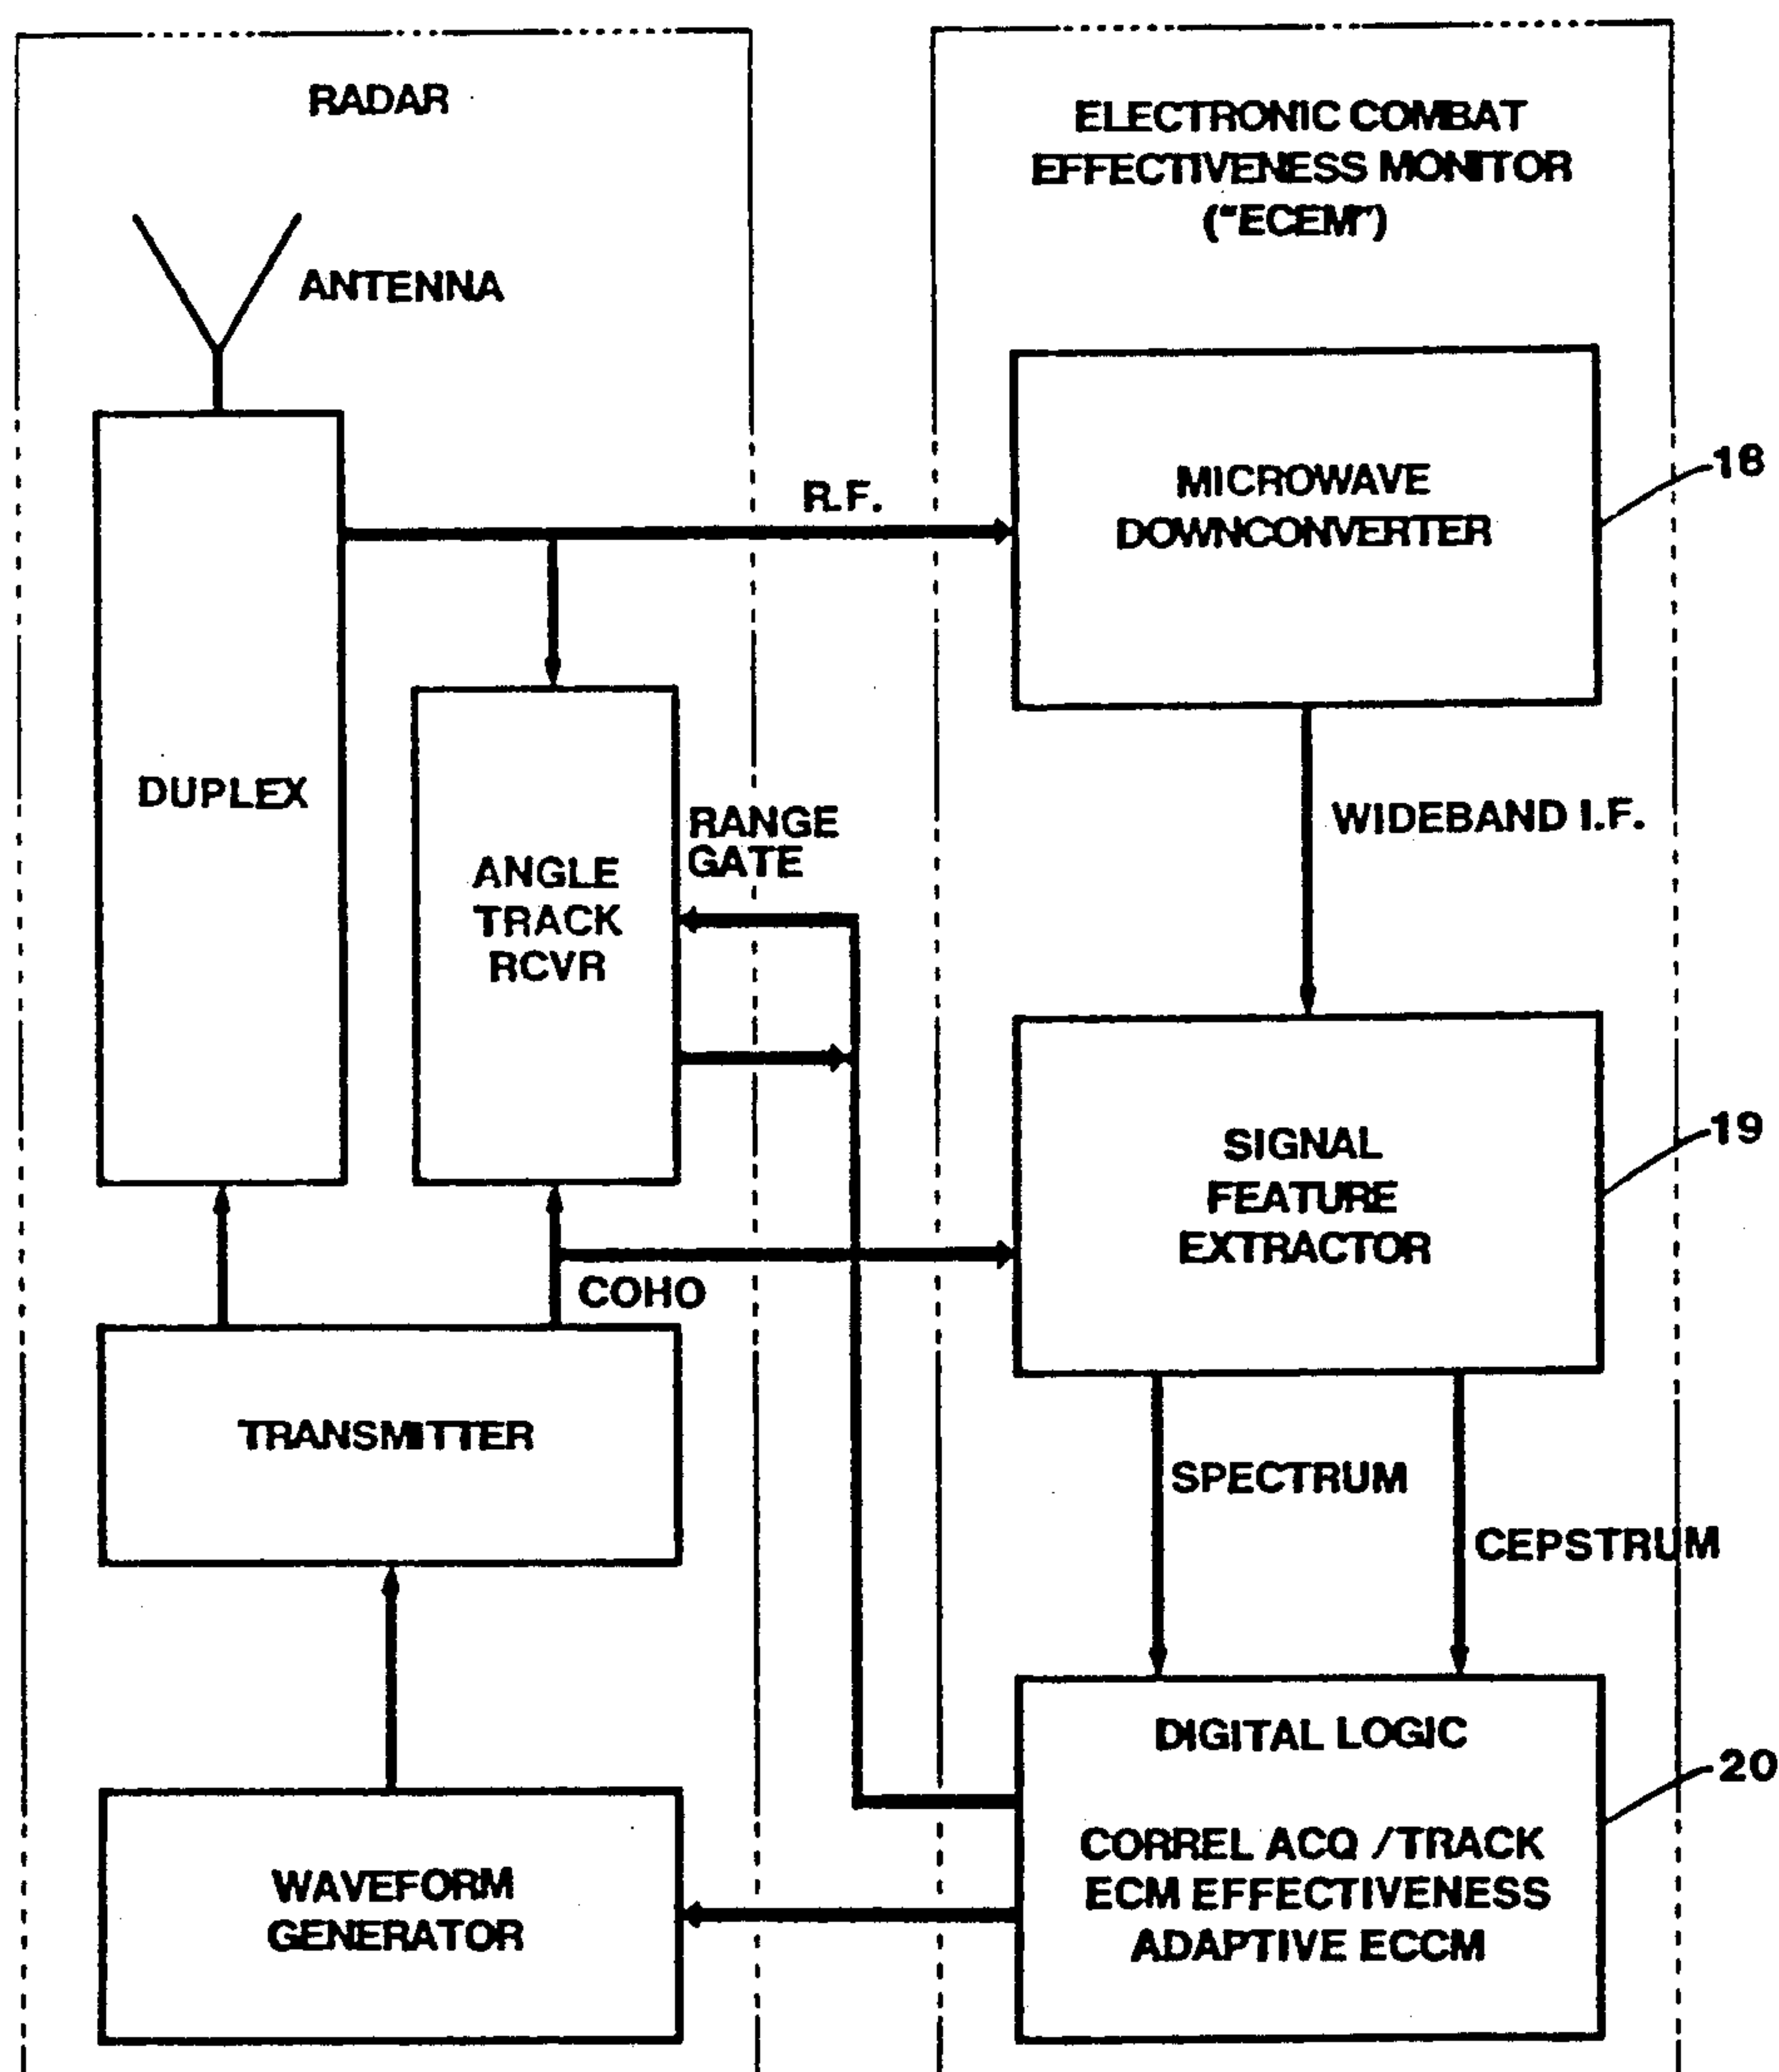 RADAR
ANTENNA
DUPLEX
R.F.
ANGLE
TRACK
RCVR
RANGE
GATE
COHO
TRANSMITTER
WAVEFORM
GENERATOR
ELECTRONIC COMBAT
EFFECTIVENESS MONITOR
("ECEM")
MICROWAVE
DOWNCONVERTER
18
WIDEBAND I.F.
SIGNAL
FEATURE
EXTRACTOR
19
SPECTRUM
CEPSTRUM
DIGITAL LOGIC
CORREL ACQ /TRACK
ECM EFFECTIVENESS
ADAPTIVE ECCM
20